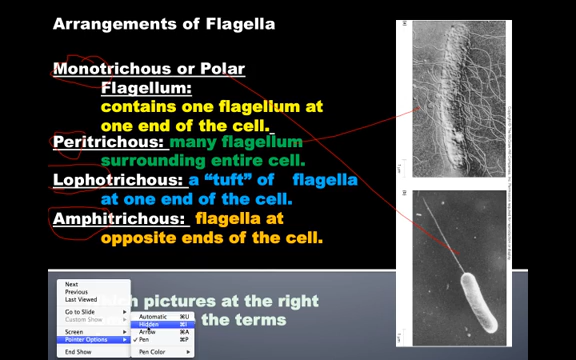 Arrangements of Flagella
Monotrichous or Polar
Flagellum:
contains one flagellum at
one end of the cell.
Peritrichous: many flagellum
surrounding entire cell.
Lophotrichous: a “tuft” of flagella
at one end of the cell.
Amphitrichous: flagella at
opposite ends of the cell.
pictures at the right
the terms
Next
Previous
Last Viewed
Go to Slide
Custom Show
Screen
Pointer Options
End Show
Automatic ⌘U
Hidden ⌘I
Arrow ⌘A
✓ Pen ⌘P
Pen Color